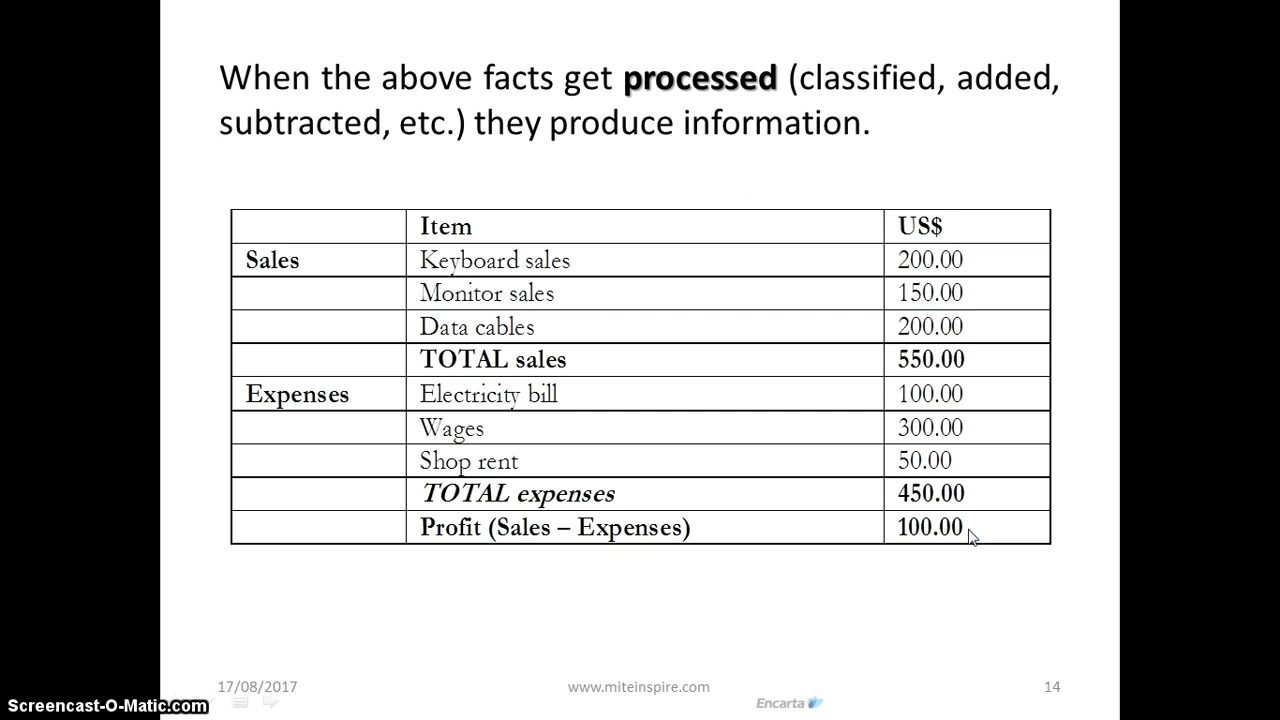 When the above facts get processed (classified, added,
subtracted, etc.) they produce information.
Item US$
Sales Keyboard sales 200.00
Monitor sales 150.00
Data cables 200.00
TOTAL sales 550.00
Expenses Electricity bill 100.00
Wages 300.00
Shop rent 50.00
TOTAL expenses 450.00
Profit (Sales – Expenses) 100.00
17/08/2017 www.miteinspire.com 14
Encarta
Screencast-O-Matic.com